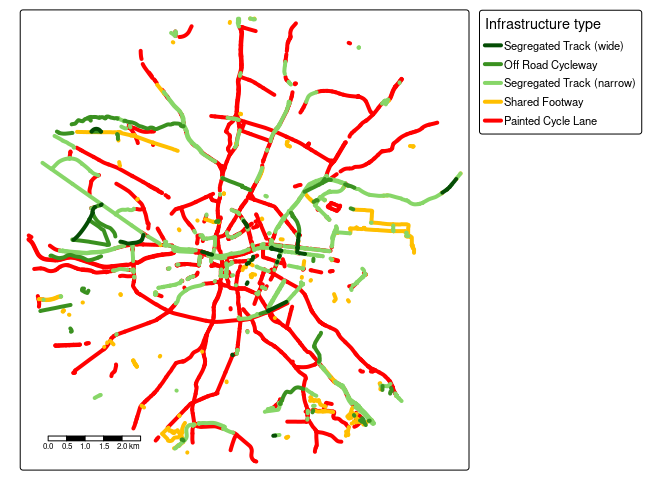 Infrastructure type
Segregated Track (wide)
Off Road Cycleway
Segregated Track (narrow)
Shared Footway
Painted Cycle Lane
0.0 0.5 1.0 1.5 2.0 km